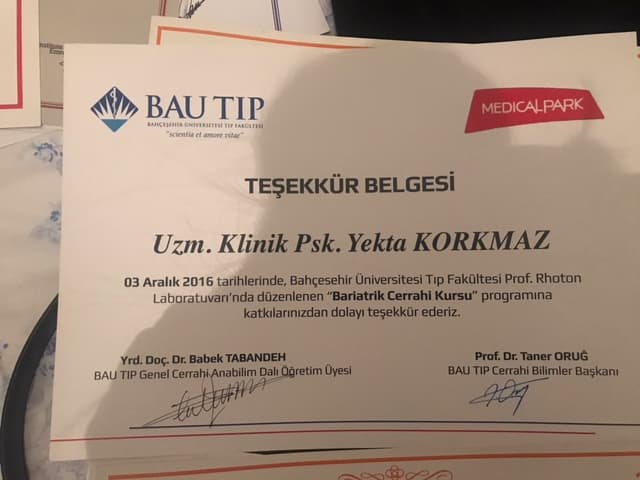 BAU TIP
BAHÇEŞEHİR ÜNİVERSİTESİ TIP FAKÜLTESİ
"scientia et amore vitae"
MEDICALPARK
TEŞEKKÜR BELGESİ
Uzm. Klinik Psk. Yekta KORKMAZ
03 Aralık 2016 tarihlerinde, Bahçesehir Üniversitesi Tıp Fakültesi Prof. Rhoton
Laboratuvarı'nda düzenlenen "Bariatrik Cerrahi Kursu" programına
katkılarınızdan dolayı teşekkür ederiz.
Yrd. Doç. Dr. Babek TABANDEH
BAU TIP Genel Cerrahi Anabilim Dalı Öğretim Üyesi
Prof. Dr. Taner ORUĞ
BAU TIP Cerrahi Bilimler Başkanı